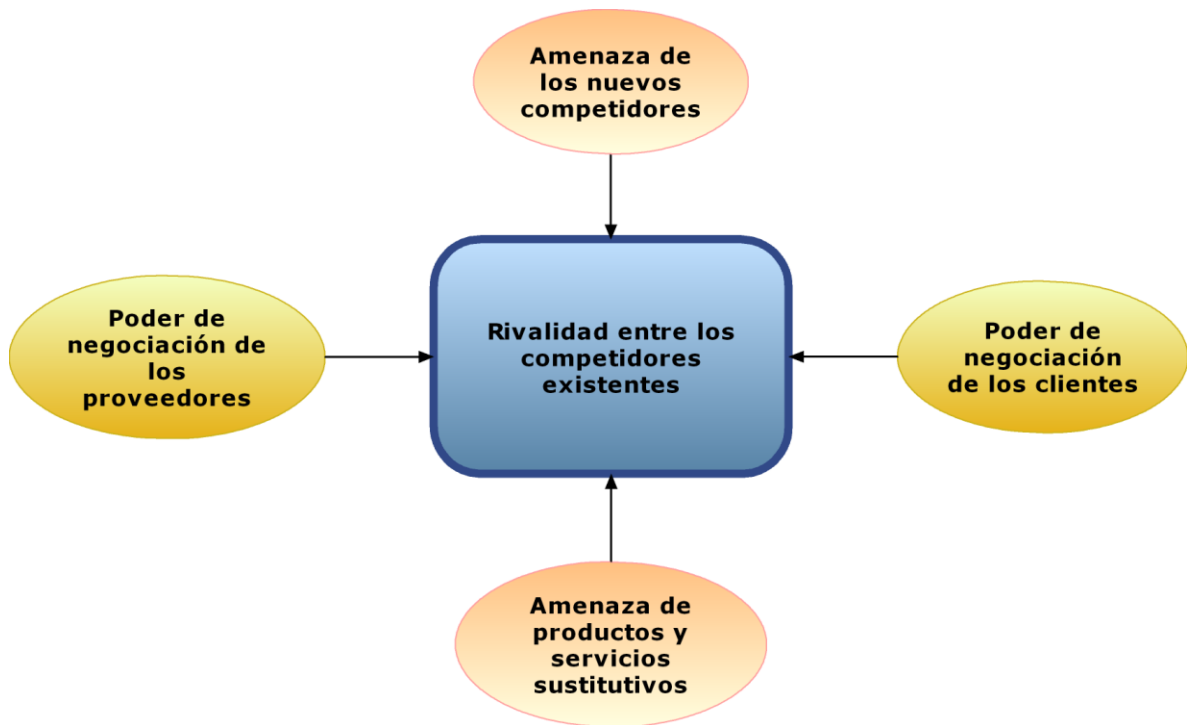 Amenaza de
los nuevos
competidores
Poder de
negociación de
los
proveedores
Rivalidad entre los
competidores
existentes
Poder de
negociación
de los clientes
Amenaza de
productos y
servicios
sustitutivos